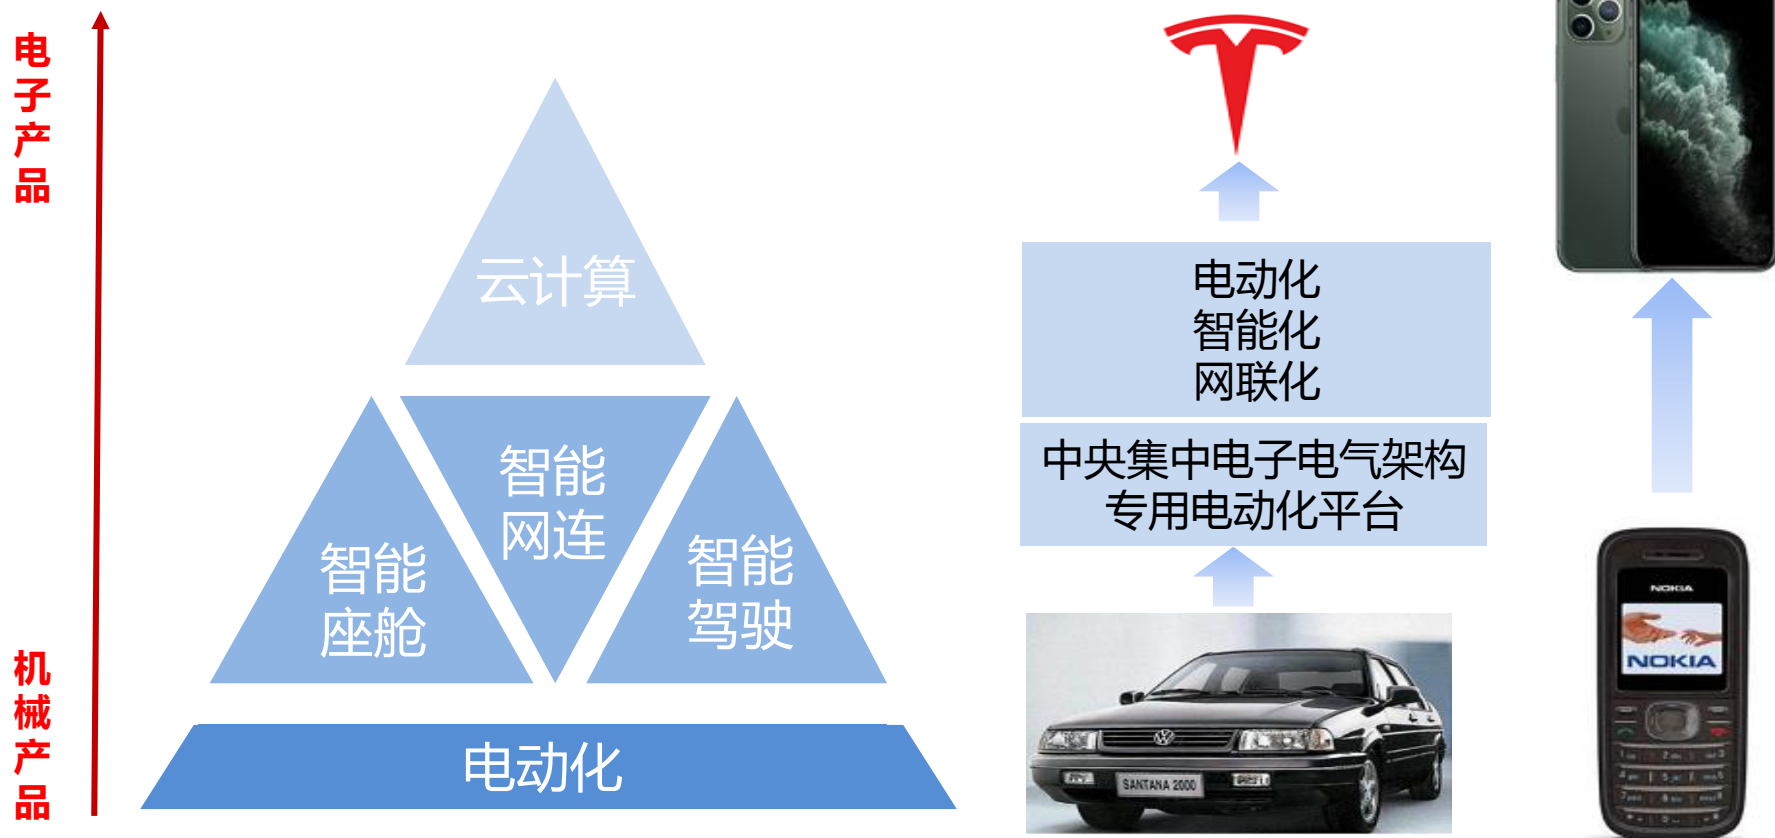 电子产品
机械产品
云计算
智能
网连
智能
座舱
智能
驾驶
电动化
电动化
智能化
网联化
中央集中电子电气架构
专用电动化平台
SANTANA 2000
NOKIA
NOKIA